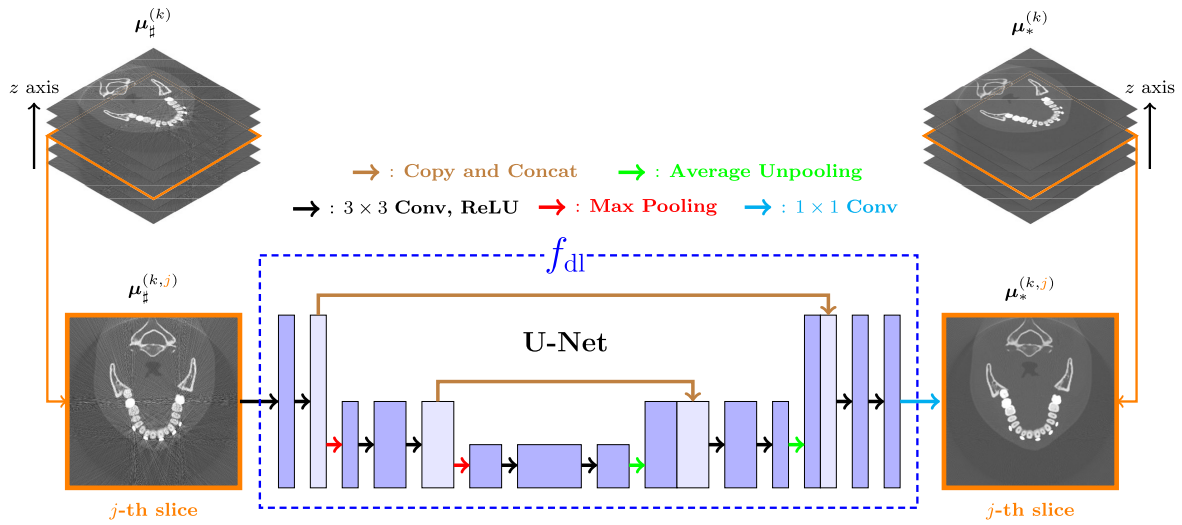 μ♯^(k)
μ*^(k)
z axis
z axis
: Copy and Concat
: Average Unpooling
: 3 × 3 Conv, ReLU
: Max Pooling
: 1 × 1 Conv
f_dl
μ♯^(k,j)
μ*^(k,j)
U-Net
j-th slice
j-th slice